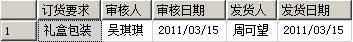 订货要求 审核人 审核日期 发货人 发货日期
1 礼盒包装 吴琪琪 2011/03/15 周可望 2011/03/15